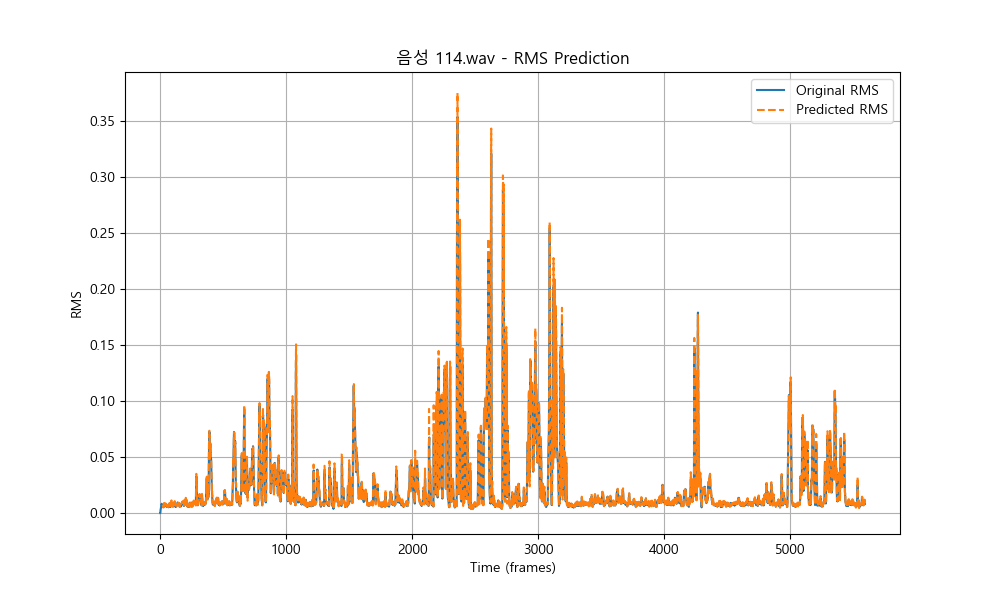 음성 114.wav - RMS Prediction
Original RMS
Predicted RMS
0.35
0.30
0.25
0.20
0.15
0.10
0.05
0.00
RMS
0 1000 2000 3000 4000 5000
Time (frames)